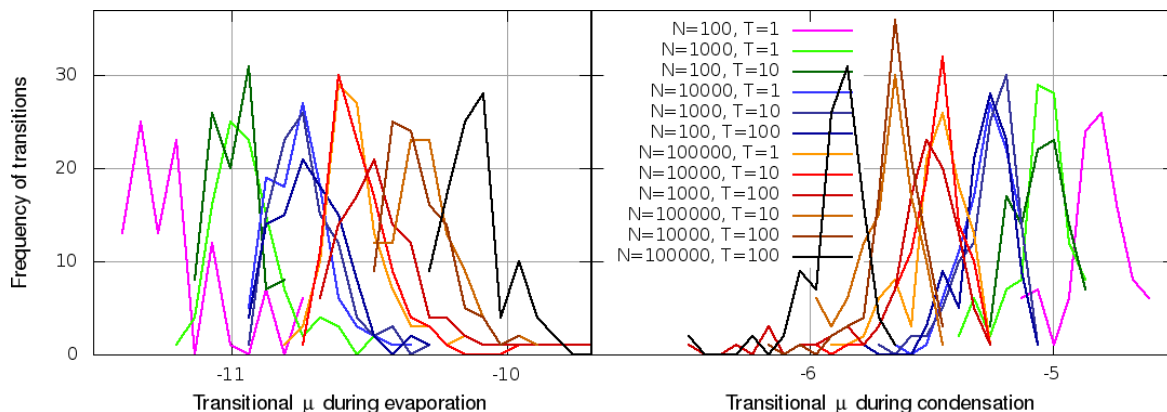 Frequency of transitions
30
20
10
0
-11
-10
Transitional μ during evaporation
N=100, T=1
N=1000, T=1
N=100, T=10
N=10000, T=1
N=1000, T=10
N=100, T=100
N=100000, T=1
N=10000, T=10
N=1000, T=100
N=100000, T=10
N=10000, T=100
N=100000, T=100
-6
-5
Transitional μ during condensation